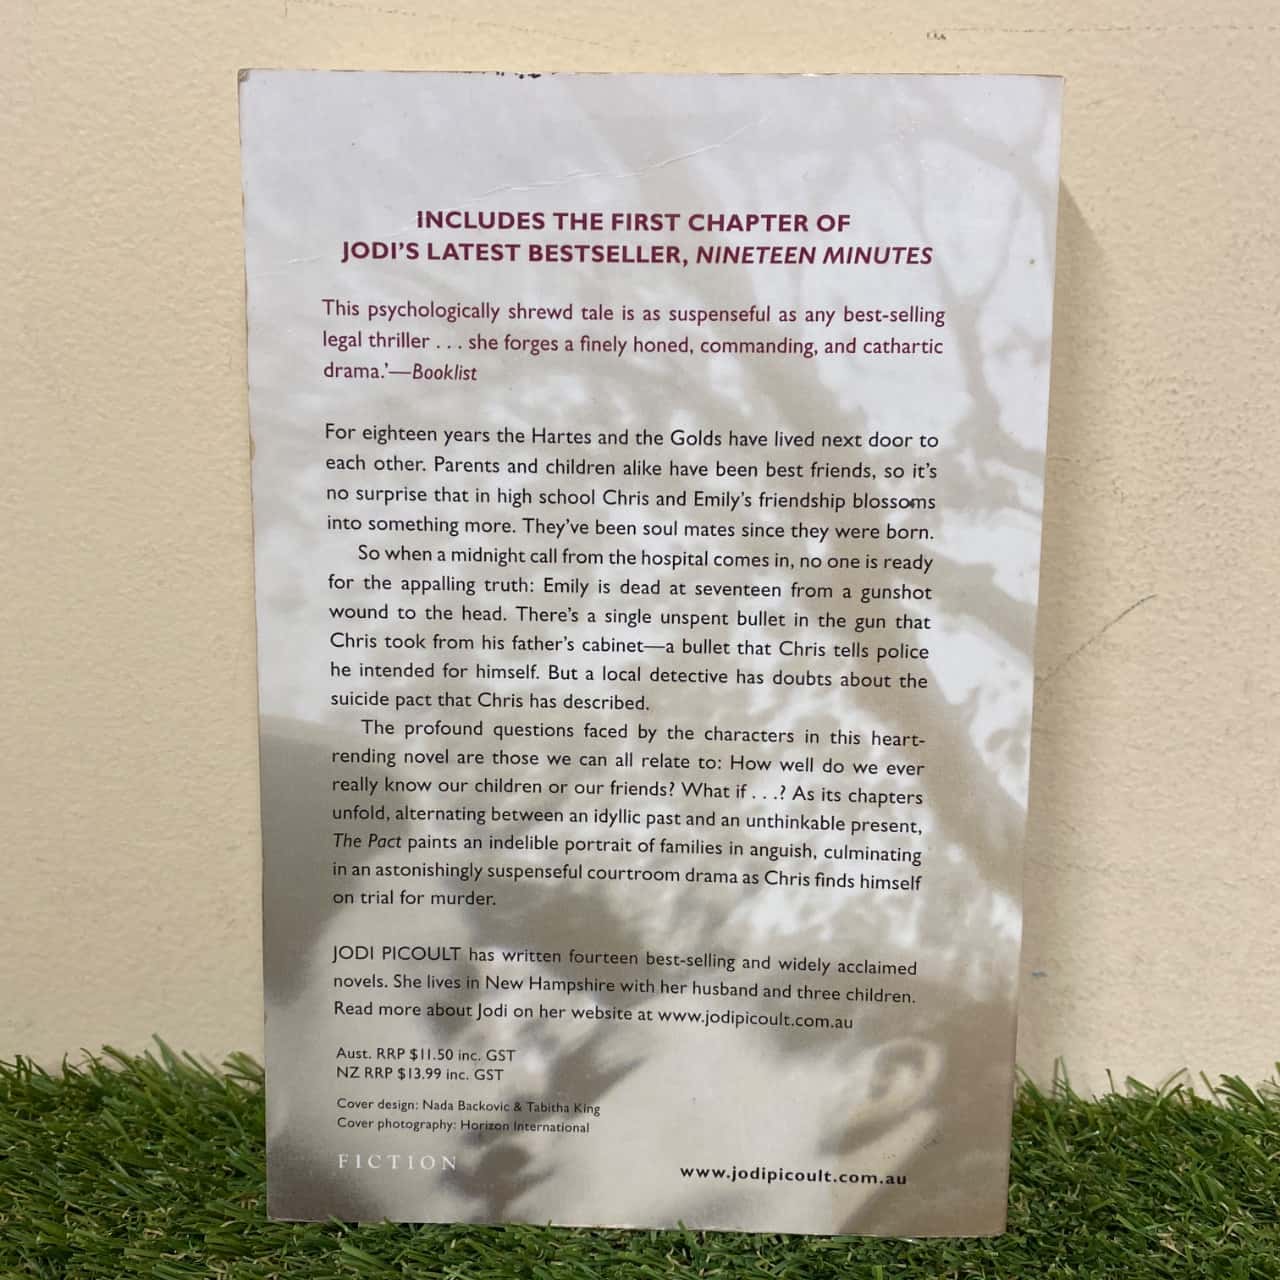 INCLUDES THE FIRST CHAPTER OF
JODI'S LATEST BESTSELLER, NINETEEN MINUTES
This psychologically shrewd tale is as suspenseful as any best-selling
legal thriller . . . she forges a finely honed, commanding, and cathartic
drama.'—Booklist
For eighteen years the Hartes and the Golds have lived next door to
each other. Parents and children alike have been best friends, so it's
no surprise that in high school Chris and Emily's friendship blossoms
into something more. They've been soul mates since they were born.
So when a midnight call from the hospital comes in, no one is ready
for the appalling truth: Emily is dead at seventeen from a gunshot
wound to the head. There's a single unspent bullet in the gun that
Chris took from his father's cabinet—a bullet that Chris tells police
he intended for himself. But a local detective has doubts about the
suicide pact that Chris has described.
The profound questions faced by the characters in this heart-
rending novel are those we can all relate to: How well do we ever
really know our children or our friends? What if . . .? As its chapters
unfold, alternating between an idyllic past and an unthinkable present,
The Pact paints an indelible portrait of families in anguish, culminating
in an astonishingly suspenseful courtroom drama as Chris finds himself
on trial for murder.
JODI PICOULT has written fourteen best-selling and widely acclaimed
novels. She lives in New Hampshire with her husband and three children.
Read more about Jodi on her website at www.jodipicoult.com.au
Aust. RRP $11.50 inc. GST
NZ RRP $13.99 inc. GST
Cover design: Nada Backovic & Tabitha King
Cover photography: Horizon International
FICTION
www.jodipicoult.com.au